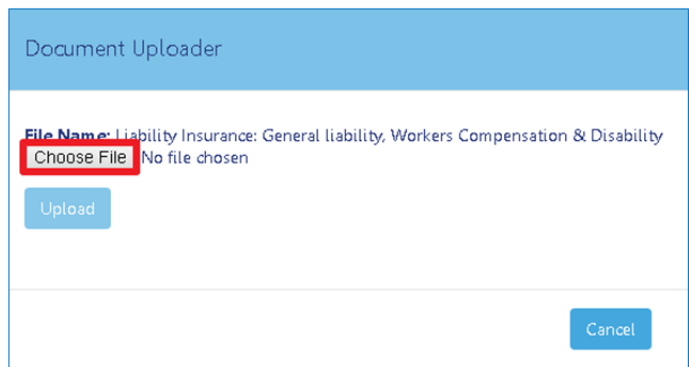 Document Uploader
File Name: Liability Insurance: General liability, Workers Compensation & Disability
Choose File No file chosen
Upload
Cancel